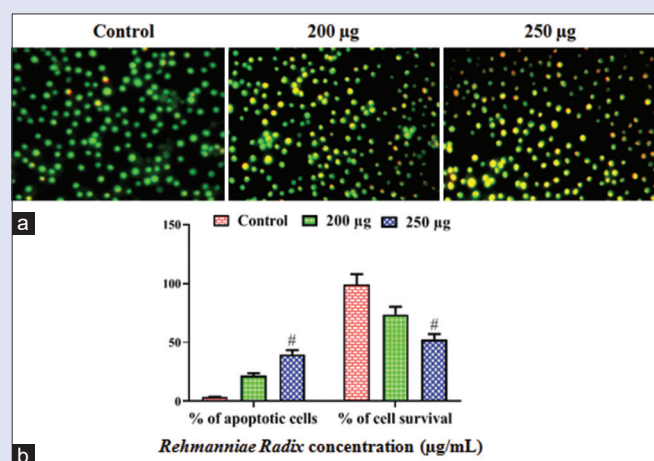 Control 200 µg 250 µg
a
150
Control 200 µg 250 µg
100
50
0
# #
% of apoptotic cells % of cell survival
Rehmanniae Radix concentration (µg/mL)
b